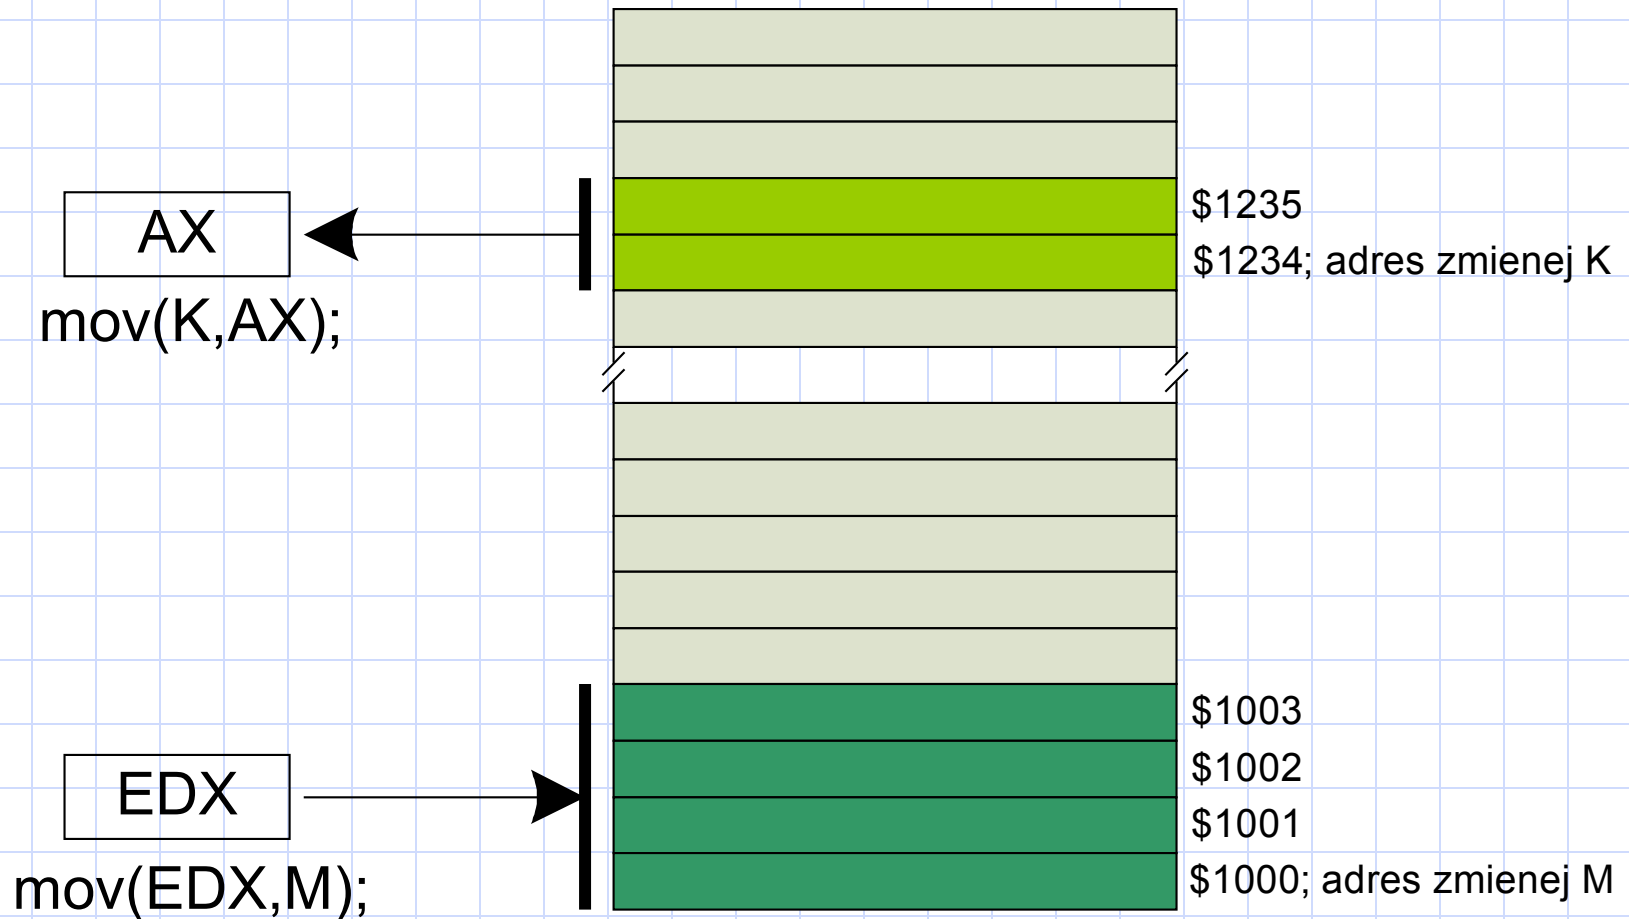 $1235
AX
$1234; adres zmienej K
mov(K,AX);
$1003
$1002
EDX
$1001
$1000; adres zmienej M
mov(EDX,M);